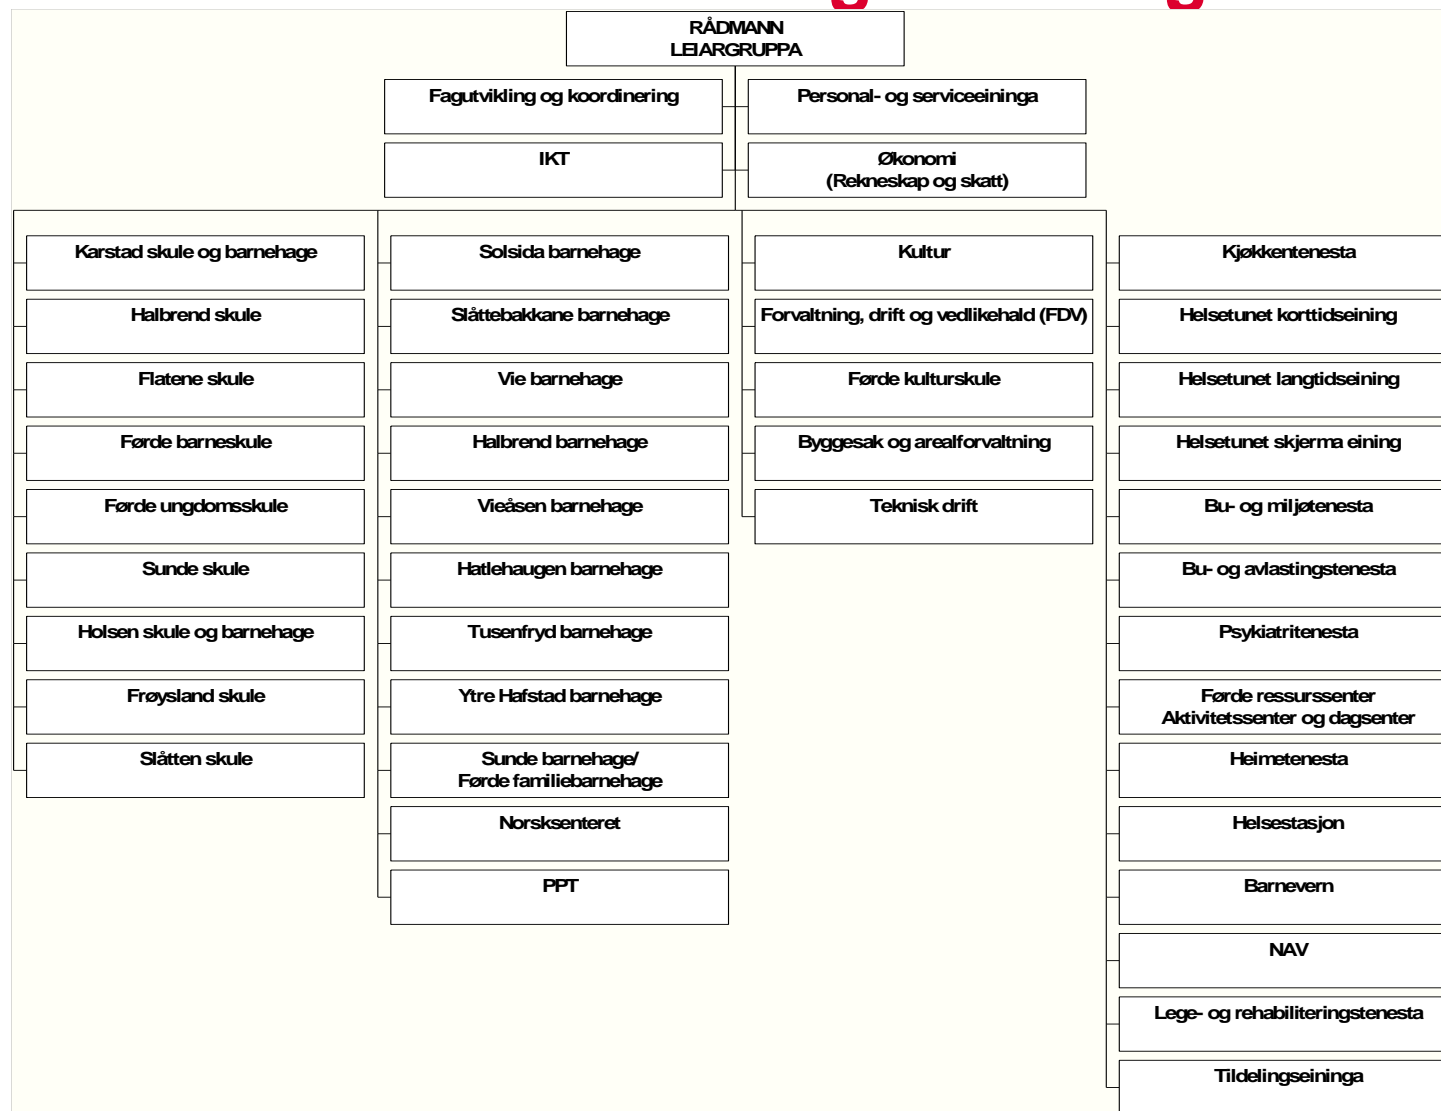 RÅDMANN
LEIARGRUPPA
Fagutvikling og koordinering
Personal- og serviceeininga
IKT
Økonomi
(Rekneskap og skatt)
Karstad skule og barnehage
Halbrend skule
Flatene skule
Førde barneskule
Førde ungdomsskule
Sunde skule
Holsen skule og barnehage
Frøysland skule
Slåtten skule
Solsida barnehage
Slåttebakkane barnehage
Vie barnehage
Halbrend barnehage
Vieåsen barnehage
Hatlehaugen barnehage
Tusenfryd barnehage
Ytre Hafstad barnehage
Sunde barnehage/
Førde familiebarnehage
Norsksenteret
PPT
Kultur
Forvaltning, drift og vedlikehald (FDV)
Førde kulturskule
Byggesak og arealforvaltning
Teknisk drift
Kjøkkentenesta
Helsetunet korttidseining
Helsetunet langtidseining
Helsetunet skjerma eining
Bu- og miljøtenesta
Bu- og avlastingstenesta
Psykiatritenesta
Førde ressurssenter
Aktivitetssenter og dagsenter
Heimetenesta
Helsestasjon
Barnevern
NAV
Lege- og rehabiliteringstenesta
Tildelingseininga